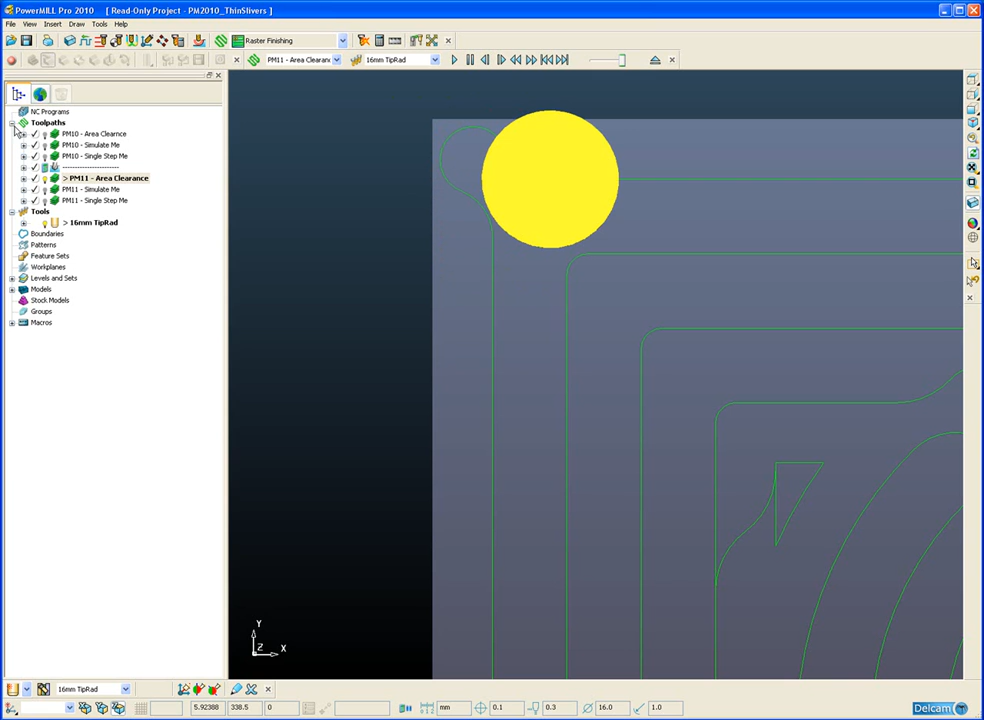 PowerMILL Pro 2010   [ Read-Only Project - PM2010_ThinSlivers ]
File View Insert Draw Tools Help
Raster Finishing
PM11 - Area Clearanc 16mm TipRad
NC Programs
Toolpaths
PM10 - Area Clearnce
PM10 - Simulate Me
PM10 - Single Step Me
----------------------
> PM11 - Area Clearance
PM11 - Simulate Me
PM11 - Single Step Me
Tools
> 16mm TipRad
Boundaries
Patterns
Feature Sets
Workplanes
Levels and Sets
Models
Stock Models
Groups
Macros
Y
Z X
16mm TipRad
5.92388 338.5 0 mm 0.1 0.3 16.0 1.0 Delcam